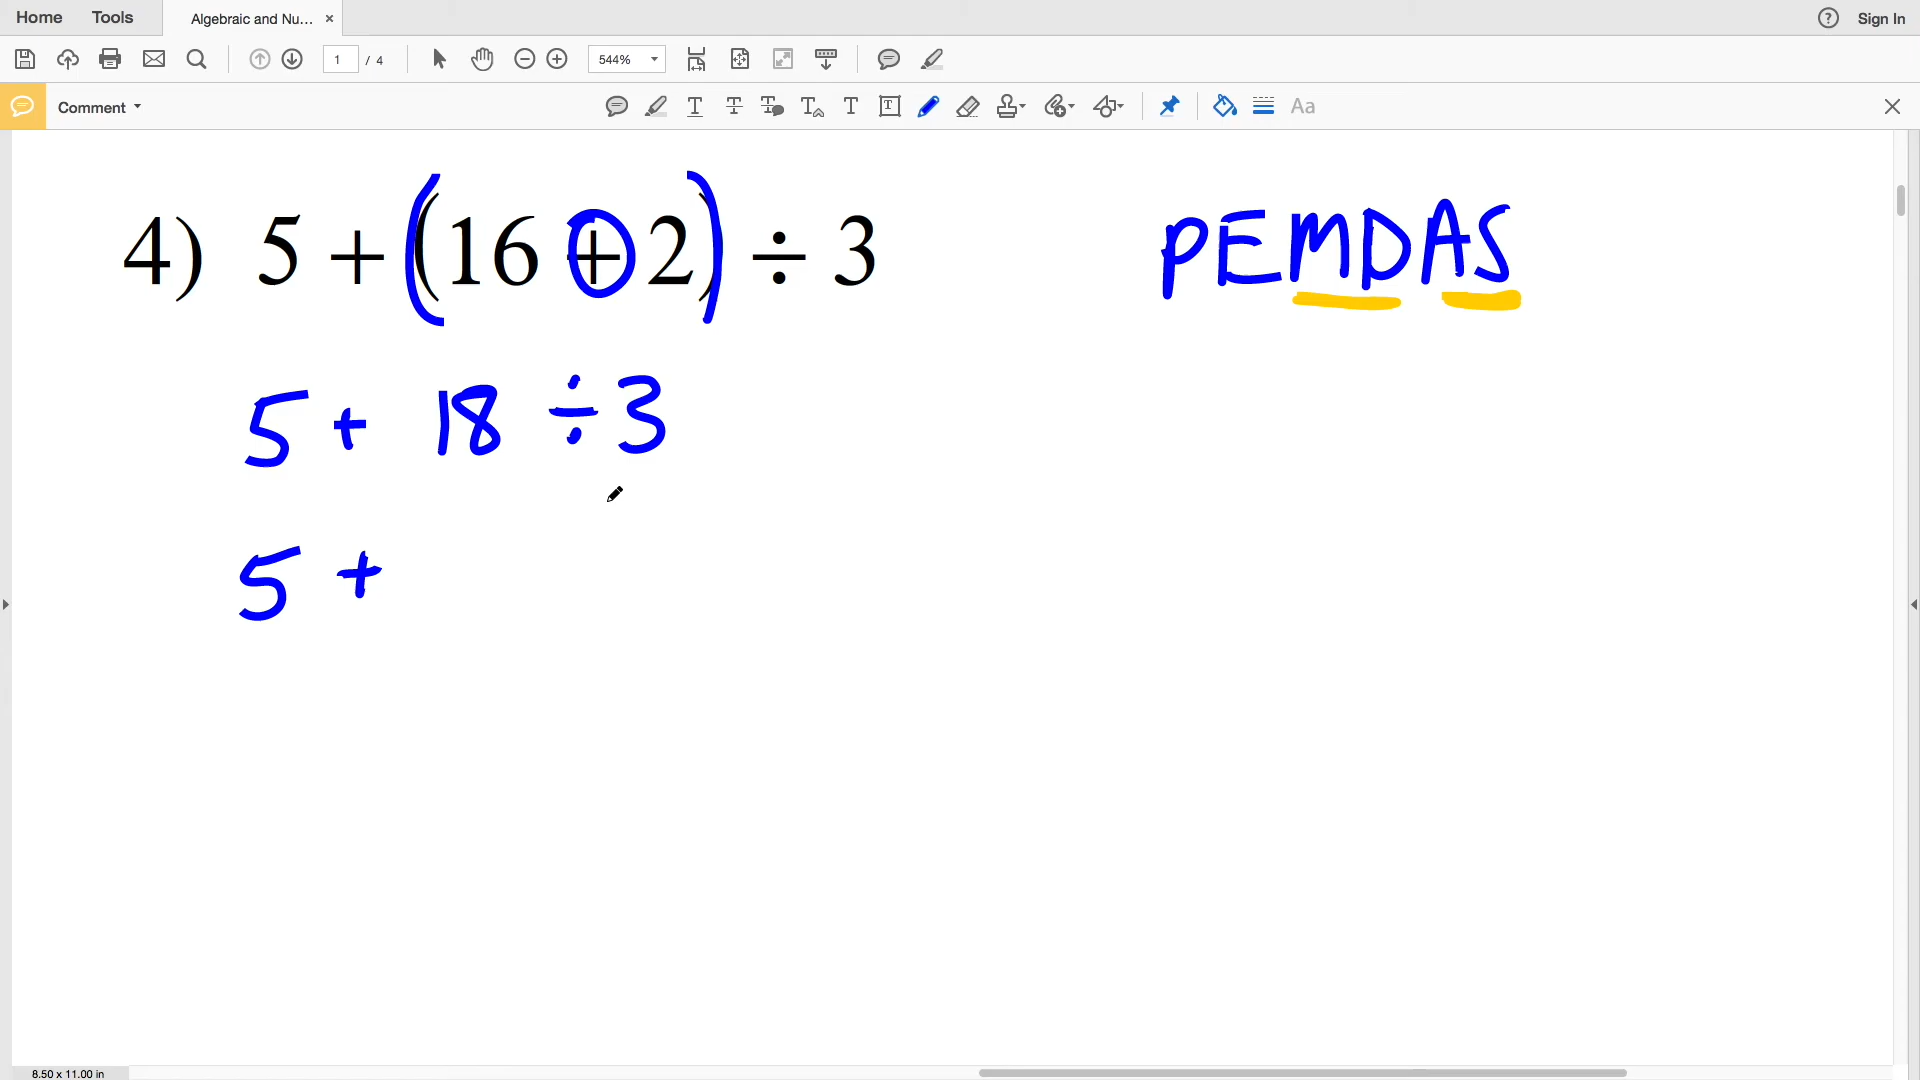 Home Tools Algebraic and Nu... × ? Sign In
1 / 4 544%
Comment T T T T T T Aa
4) 5 + (16 + 2) ÷ 3 PEMDAS
5 + 18 ÷ 3
5 +
8.50 x 11.00 in